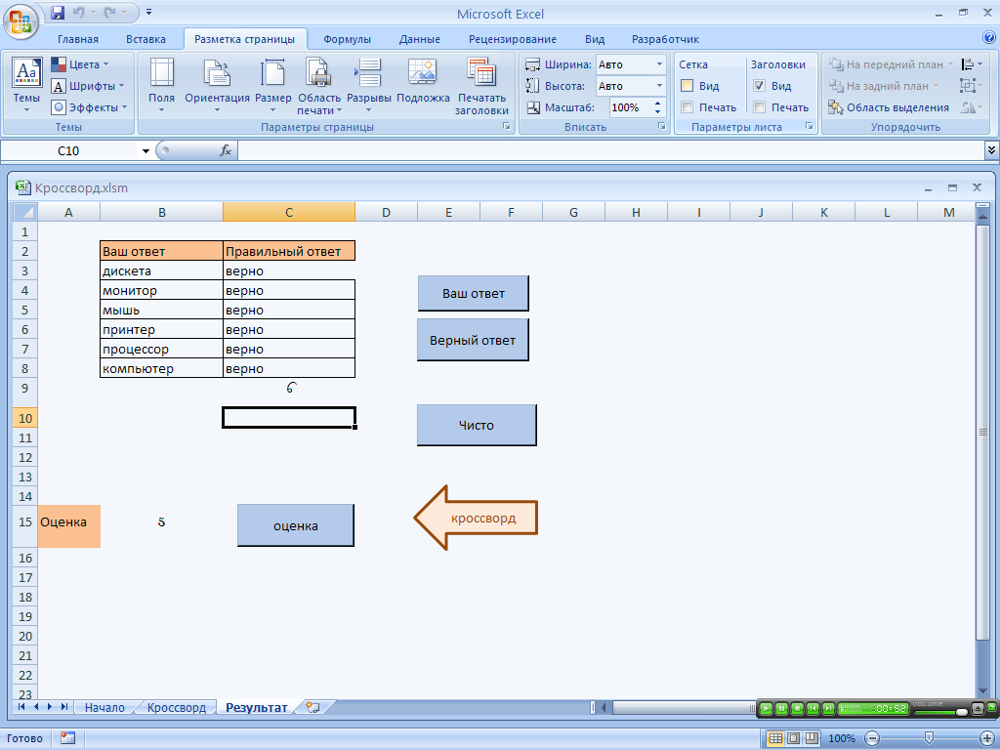 Microsoft Excel
Главная Вставка Разметка страницы Формулы Данные Рецензирование Вид Разработчик
Aa Цвета Ширина: Авто Сетка Заголовки На передний план
Темы A Шрифты Поля Ориентация Размер Область печати Разрывы Подложка Печатать заголовки Высота: Авто Вид Вид На задний план
Эффекты Масштаб: 100% Печать Печать Область выделения
Темы Параметры страницы Вписать Параметры листа Упорядочить
C10 fx
Кроссворд.xlsm
A B C D E F G H I J K L M
1
2 Ваш ответ Правильный ответ
3 дискета верно
4 монитор верно Ваш ответ
5 мышь верно
6 принтер верно Верный ответ
7 процессор верно
8 компьютер верно
9 6
10 Чисто
11
12
13
14
15 Оценка 5 оценка кроссворд
16
17
18
19
20
21
22
23
Начало Кроссворд Результат 00:52 VOLUME
Готово 100%